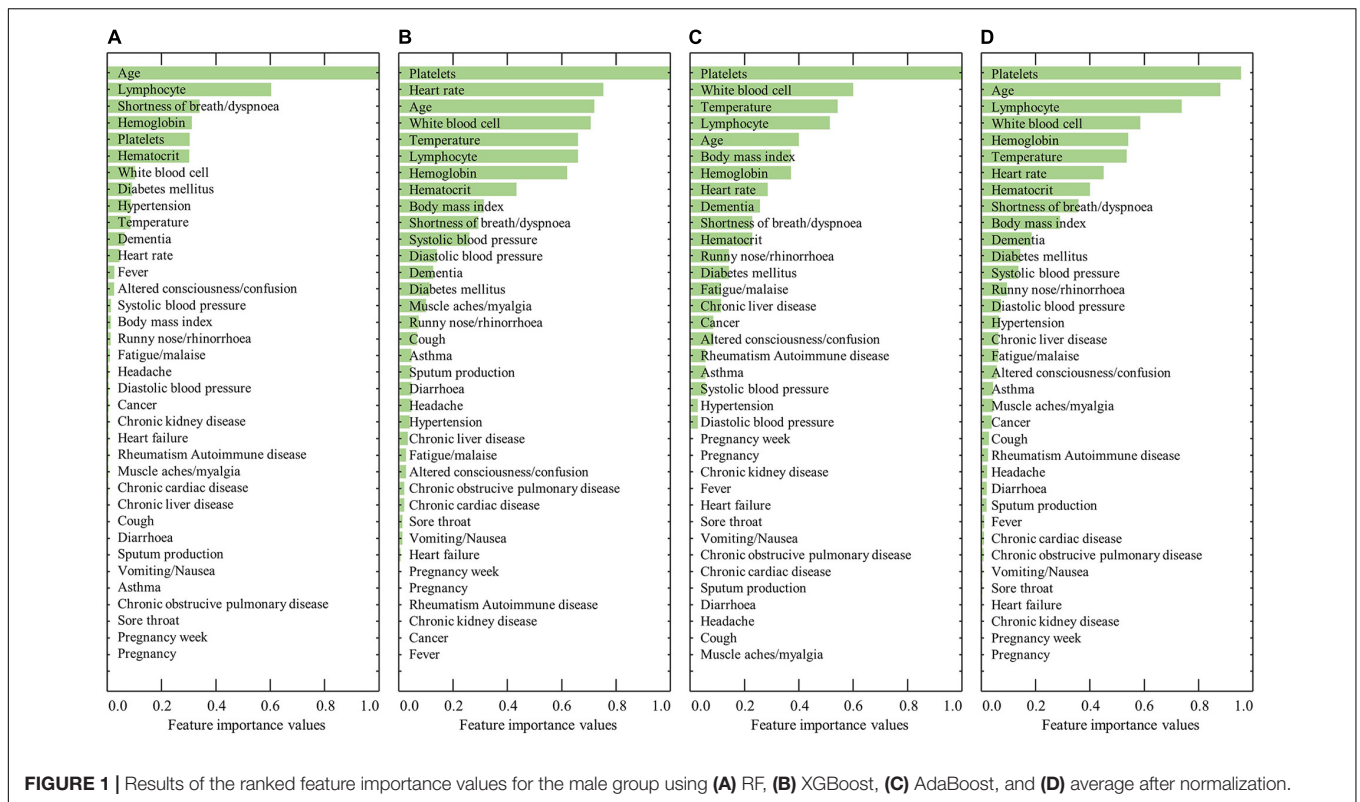 A
Age
Lymphocyte
Shortness of breath/dyspnoea
Hemoglobin
Platelets
Hematocrit
White blood cell
Diabetes mellitus
Hypertension
Temperature
Dementia
Heart rate
Fever
Altered consciousness/confusion
Systolic blood pressure
Body mass index
Runny nose/rhinorrhoea
Fatigue/malaise
Headache
Diastolic blood pressure
Cancer
Chronic kidney disease
Heart failure
Rheumatism Autoimmune disease
Muscle aches/myalgia
Chronic cardiac disease
Chronic liver disease
Cough
Diarrhoea
Sputum production
Vomiting/Nausea
Asthma
Chronic obstrucive pulmonary disease
Sore throat
Pregnancy week
Pregnancy
0.0 0.2 0.4 0.6 0.8 1.0
Feature importance values
B
Platelets
Heart rate
Age
White blood cell
Temperature
Lymphocyte
Hemoglobin
Hematocrit
Body mass index
Shortness of breath/dyspnoea
Systolic blood pressure
Diastolic blood pressure
Dementia
Diabetes mellitus
Muscle aches/myalgia
Runny nose/rhinorrhoea
Cough
Asthma
Sputum production
Diarrhoea
Headache
Hypertension
Chronic liver disease
Fatigue/malaise
Altered consciousness/confusion
Chronic obstrucive pulmonary disease
Chronic cardiac disease
Sore throat
Vomiting/Nausea
Heart failure
Pregnancy week
Pregnancy
Rheumatism Autoimmune disease
Chronic kidney disease
Cancer
Fever
0.0 0.2 0.4 0.6 0.8 1.0
Feature importance values
C
Platelets
White blood cell
Temperature
Lymphocyte
Age
Body mass index
Hemoglobin
Heart rate
Dementia
Shortness of breath/dyspnoea
Hematocrit
Runny nose/rhinorrhoea
Diabetes mellitus
Fatigue/malaise
Chronic liver disease
Cancer
Altered consciousness/confusion
Rheumatism Autoimmune disease
Asthma
Systolic blood pressure
Hypertension
Diastolic blood pressure
Pregnancy week
Pregnancy
Chronic kidney disease
Fever
Heart failure
Sore throat
Vomiting/Nausea
Chronic obstrucive pulmonary disease
Chronic cardiac disease
Sputum production
Diarrhoea
Headache
Cough
Muscle aches/myalgia
0.0 0.2 0.4 0.6 0.8 1.0
Feature importance values
D
Platelets
Age
Lymphocyte
White blood cell
Hemoglobin
Temperature
Heart rate
Hematocrit
Shortness of breath/dyspnoea
Body mass index
Dementia
Diabetes mellitus
Systolic blood pressure
Runny nose/rhinorrhoea
Diastolic blood pressure
Hypertension
Chronic liver disease
Fatigue/malaise
Altered consciousness/confusion
Asthma
Muscle aches/myalgia
Cancer
Cough
Rheumatism Autoimmune disease
Headache
Diarrhoea
Sputum production
Fever
Chronic cardiac disease
Chronic obstrucive pulmonary disease
Vomiting/Nausea
Sore throat
Heart failure
Chronic kidney disease
Pregnancy week
Pregnancy
0.0 0.2 0.4 0.6 0.8 1.0
Feature importance values
FIGURE 1 | Results of the ranked feature importance values for the male group using (A) RF, (B) XGBoost, (C) AdaBoost, and (D) average after normalization.